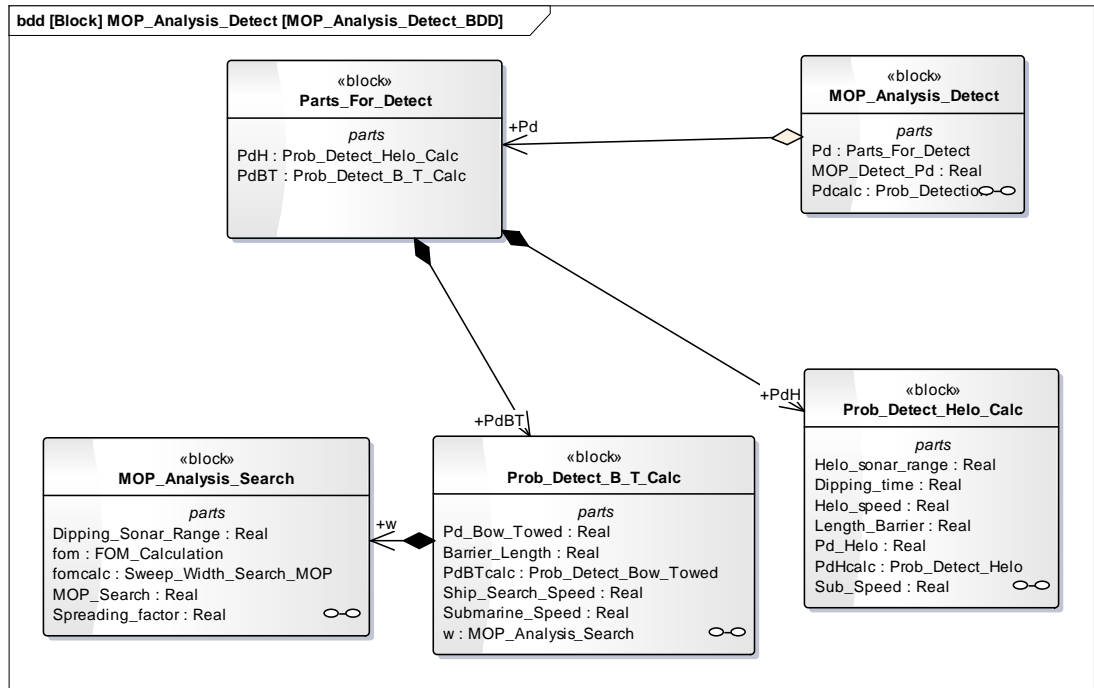 bdd [Block] MOP_Analysis_Detect [MOP_Analysis_Detect_BDD]
«block»
Parts_For_Detect
parts
PdH : Prob_Detect_Helo_Calc
PdBT : Prob_Detect_B_T_Calc
+Pd
«block»
MOP_Analysis_Detect
parts
Pd : Parts_For_Detect
MOP_Detect_Pd : Real
Pdcalc : Prob_Detection
+PdH
+PdBT
«block»
Prob_Detect_Helo_Calc
parts
Helo_sonar_range : Real
Dipping_time : Real
Helo_speed : Real
Length_Barrier : Real
Pd_Helo : Real
PdHcalc : Prob_Detect_Helo
Sub_Speed : Real
«block»
MOP_Analysis_Search
parts
Dipping_Sonar_Range : Real
fom : FOM_Calculation
fomcalc : Sweep_Width_Search_MOP
MOP_Search : Real
Spreading_factor : Real
+w
«block»
Prob_Detect_B_T_Calc
parts
Pd_Bow_Towed : Real
Barrier_Length : Real
PdBTcalc : Prob_Detect_Bow_Towed
Ship_Search_Speed : Real
Submarine_Speed : Real
w : MOP_Analysis_Search